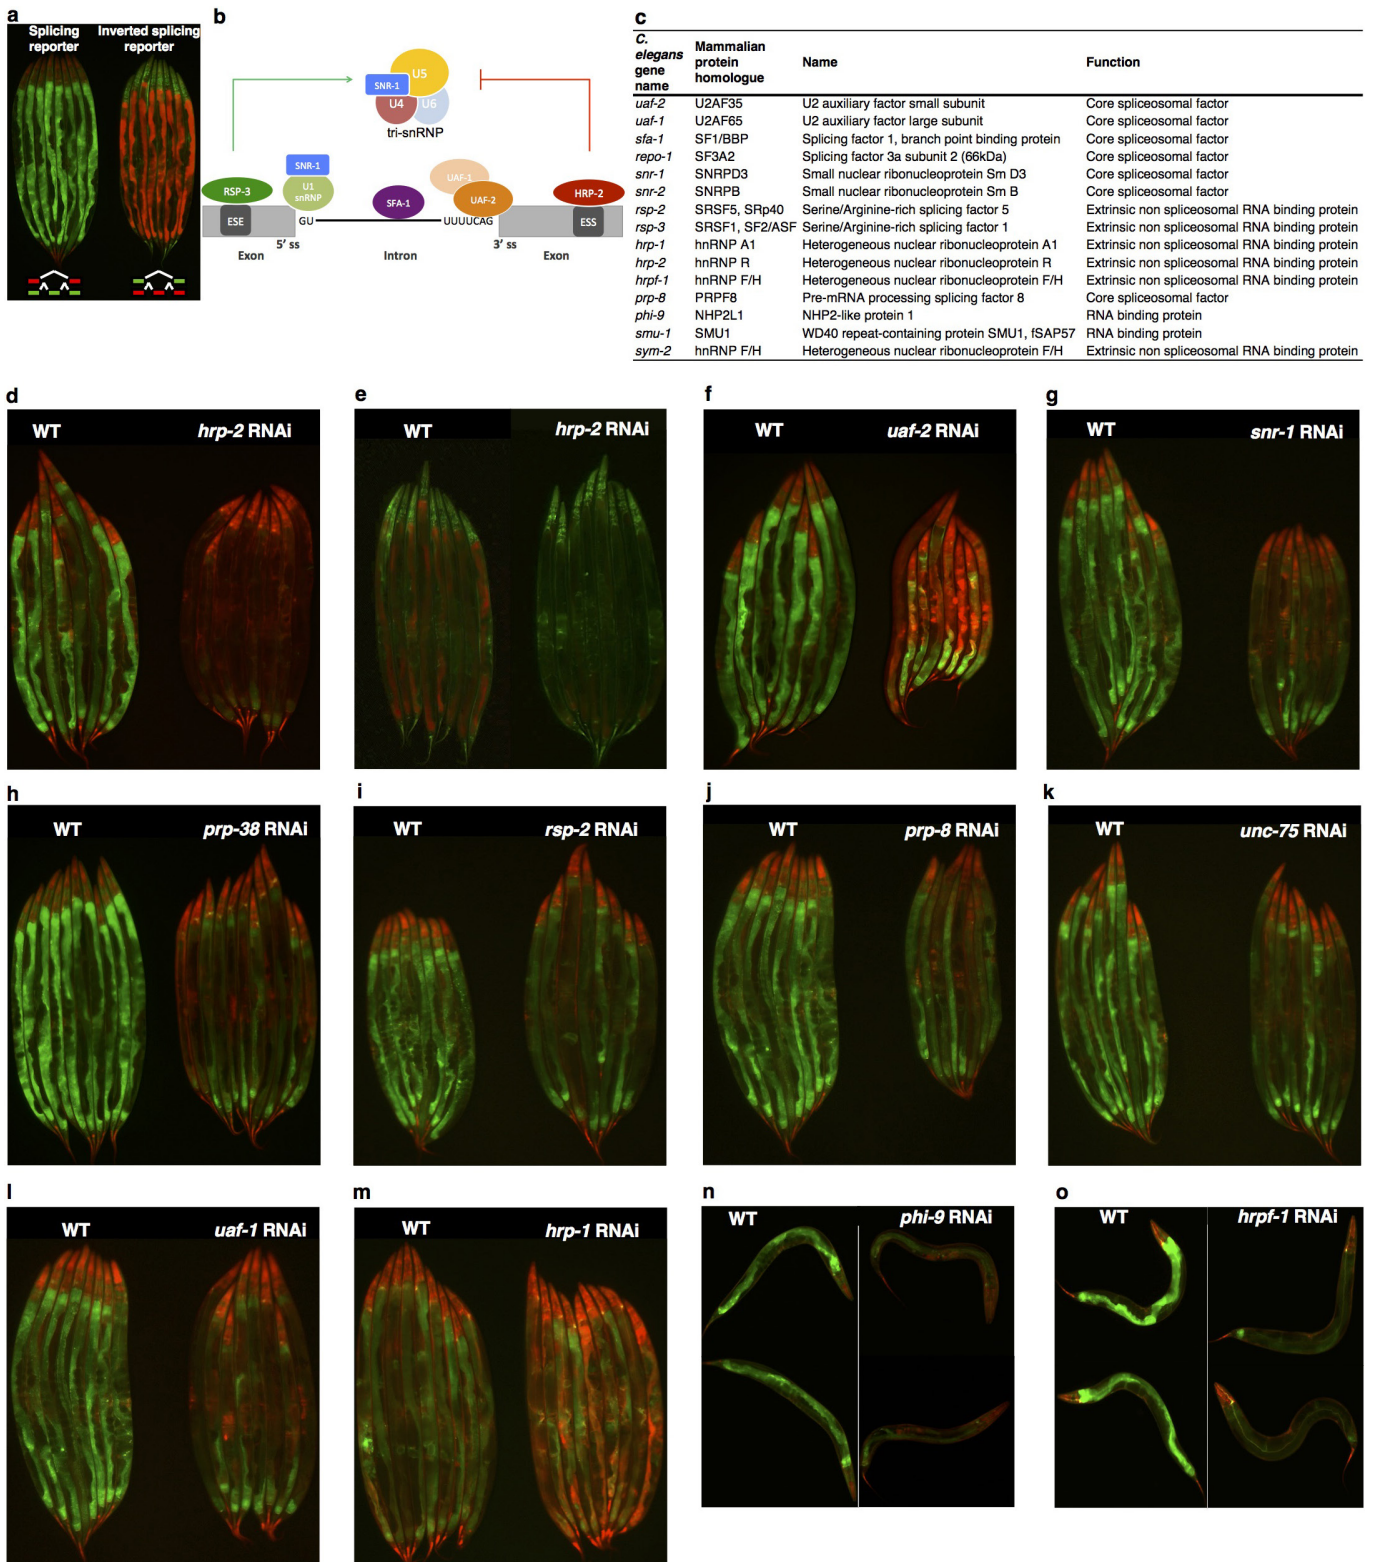 a
Splicing reporter
Inverted splicing reporter
b
U5
SNR-1
U4
U6
tri-snRNP
SNR-1
U1 snRNP
RSP-3
ESE
SFA-1
UAF-1
UAF-2
HRP-2
ESS
GU
UUUUCAG
5' ss
3' ss
Exon
Intron
Exon
c
C. elegans gene name	Mammalian protein homologue	Name	Function
uaf-2	U2AF35	U2 auxiliary factor small subunit	Core spliceosomal factor
uaf-1	U2AF65	U2 auxiliary factor large subunit	Core spliceosomal factor
sfa-1	SF1/BBP	Splicing factor 1, branch point binding protein	Core spliceosomal factor
repo-1	SF3A2	Splicing factor 3a subunit 2 (66kDa)	Core spliceosomal factor
snr-1	SNRPD3	Small nuclear ribonucleoprotein Sm D3	Core spliceosomal factor
snr-2	SNRPB	Small nuclear ribonucleoprotein Sm B	Core spliceosomal factor
rsp-2	SRSF5, SRp40	Serine/Arginine-rich splicing factor 5	Extrinsic non spliceosomal RNA binding protein
rsp-3	SRSF1, SF2/ASF	Serine/Arginine-rich splicing factor 1	Extrinsic non spliceosomal RNA binding protein
hrp-1	hnRNP A1	Heterogeneous nuclear ribonucleoprotein A1	Extrinsic non spliceosomal RNA binding protein
hrp-2	hnRNP R	Heterogeneous nuclear ribonucleoprotein R	Extrinsic non spliceosomal RNA binding protein
hrpf-1	hnRNP F/H	Heterogeneous nuclear ribonucleoprotein F/H	Extrinsic non spliceosomal RNA binding protein
prp-8	PRPF8	Pre-mRNA processing splicing factor 8	Core spliceosomal factor
phi-9	NHP2L1	NHP2-like protein 1	RNA binding protein
smu-1	SMU1	WD40 repeat-containing protein SMU1, fSAP57	RNA binding protein
sym-2	hnRNP F/H	Heterogeneous nuclear ribonucleoprotein F/H	Extrinsic non spliceosomal RNA binding protein
d
WT	hrp-2 RNAi
e
WT	hrp-2 RNAi
f
WT	uaf-2 RNAi
g
WT	snr-1 RNAi
h
WT	prp-38 RNAi
i
WT	rsp-2 RNAi
j
WT	prp-8 RNAi
k
WT	unc-75 RNAi
l
WT	uaf-1 RNAi
m
WT	hrp-1 RNAi
n
WT	phi-9 RNAi
o
WT	hrpf-1 RNAi